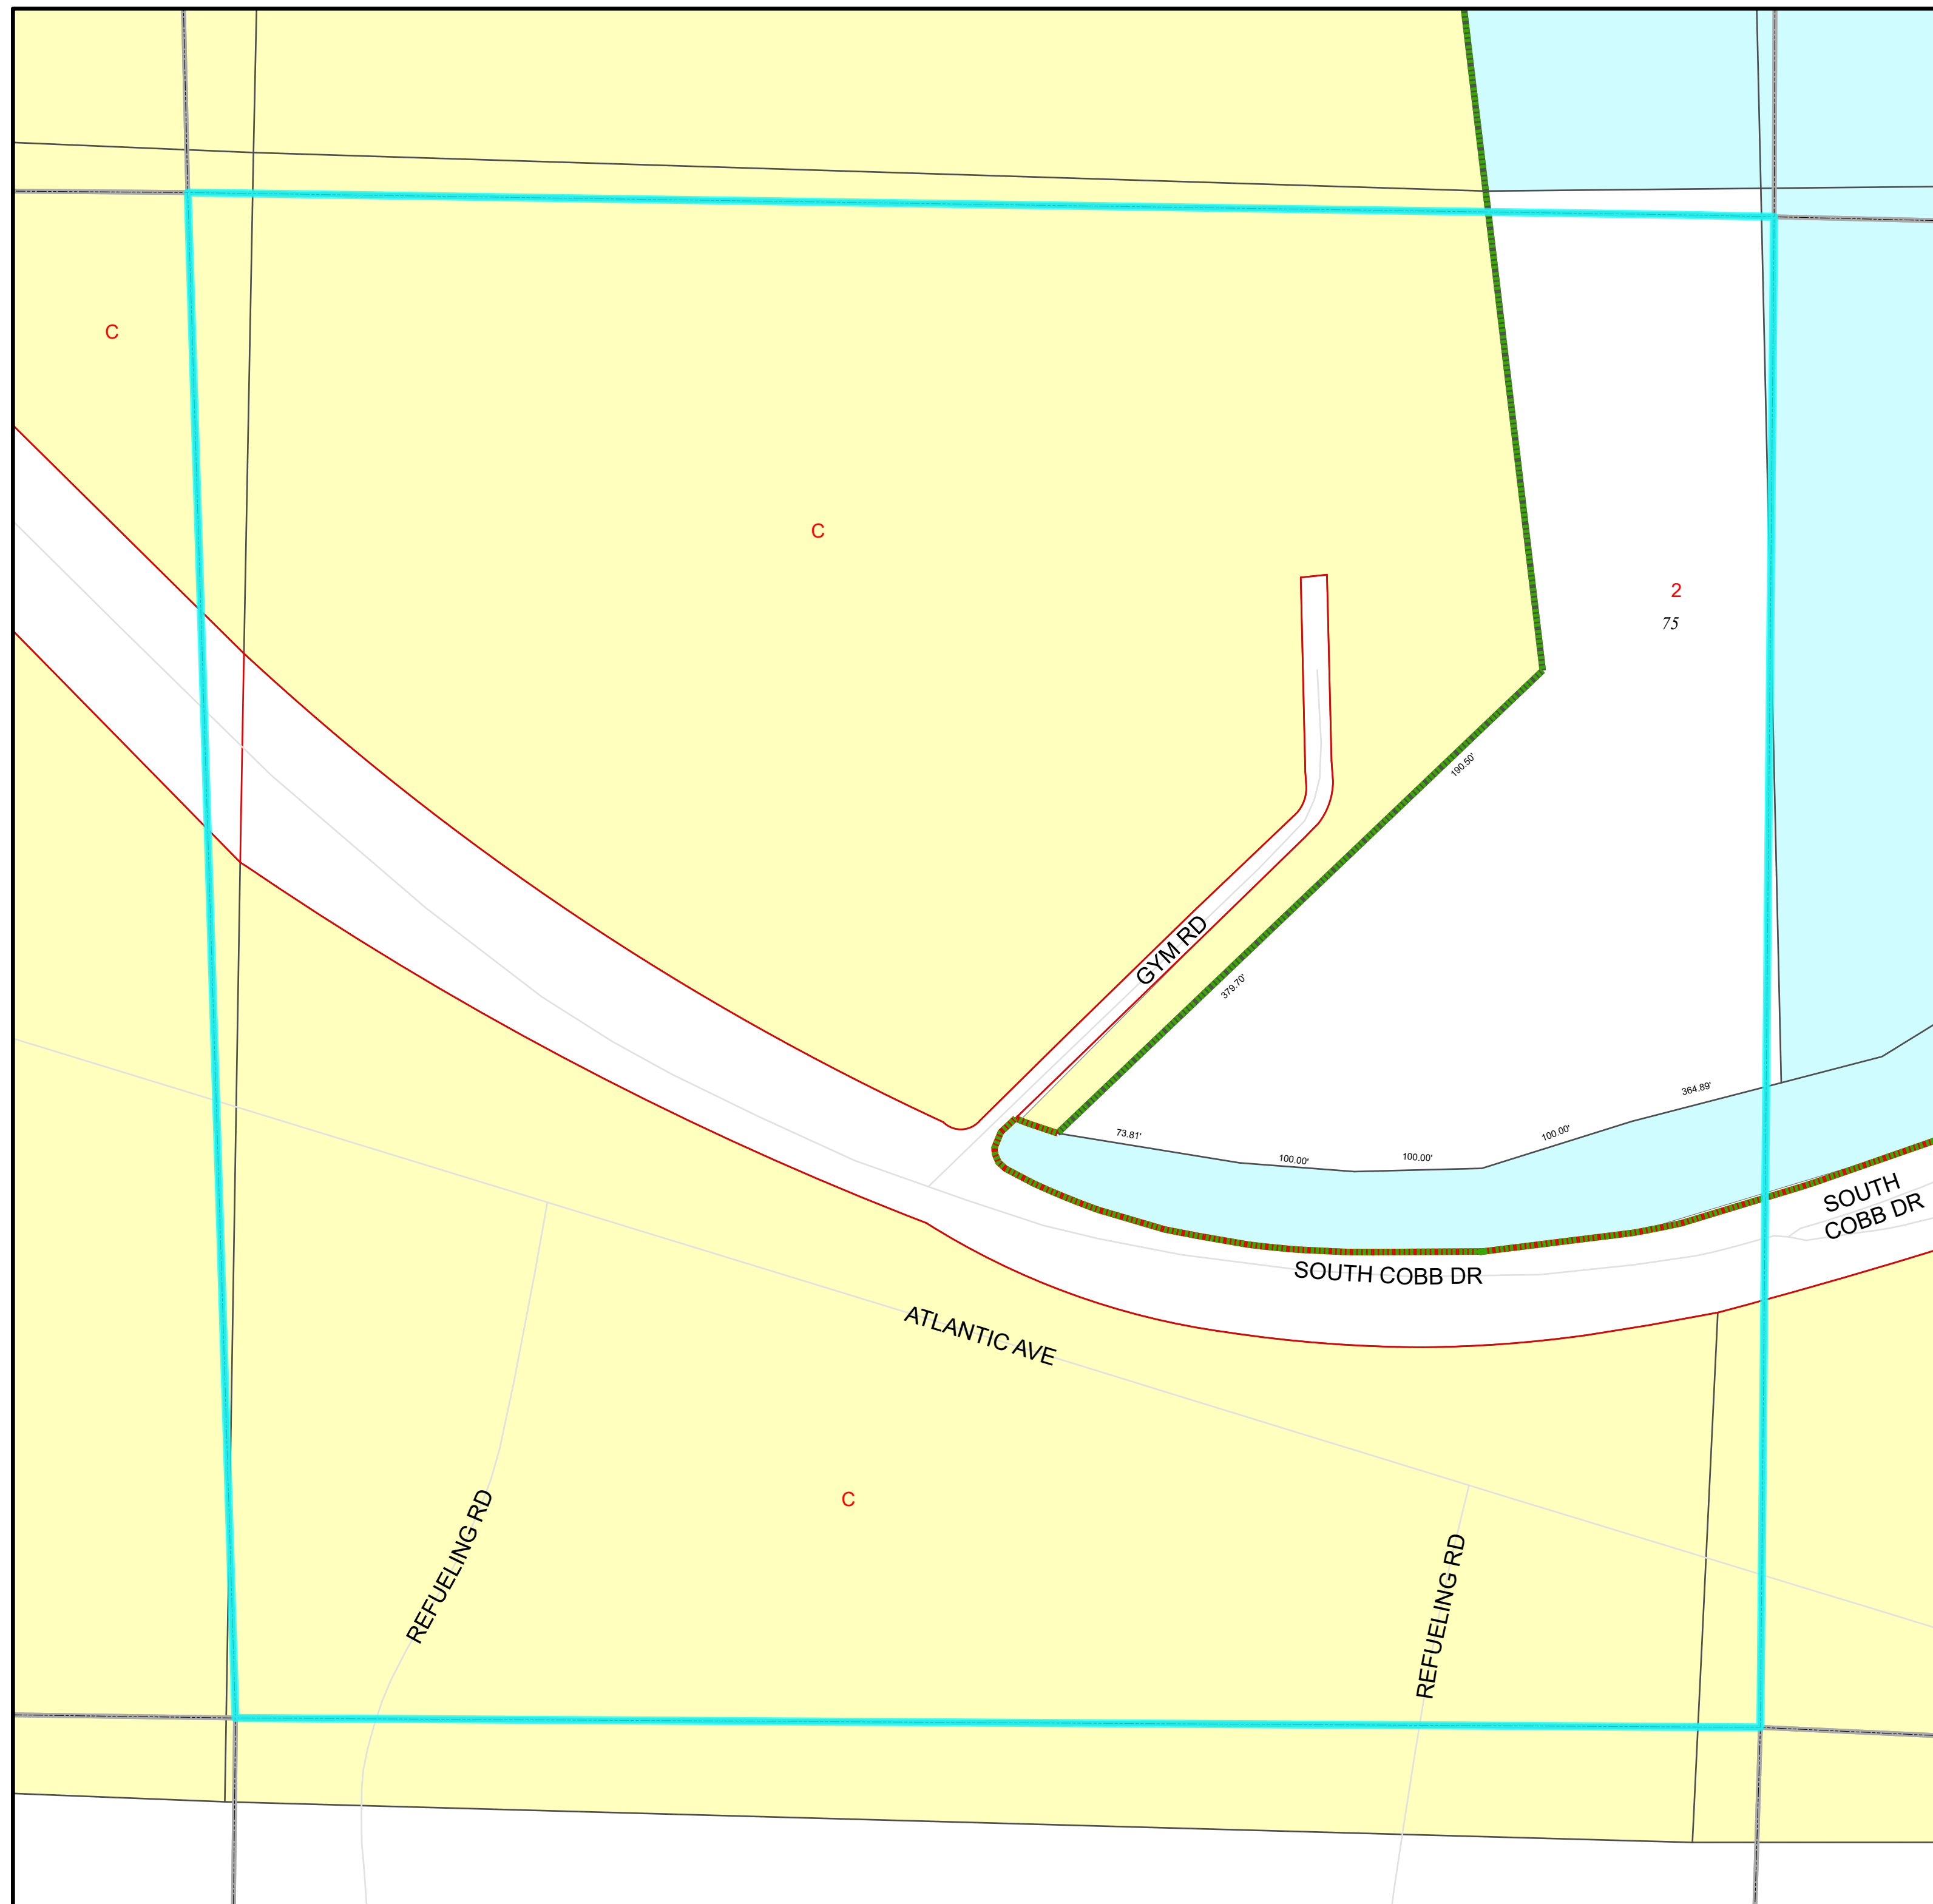 C
C
2
75
190.50'
GYM RD
379.70'
364.89'
73.81'
100.00'
100.00'
100.00'
SOUTH
COBB DR
SOUTH COBB DR
ATLANTIC AVE
C
REFUELING RD
REFUELING RD